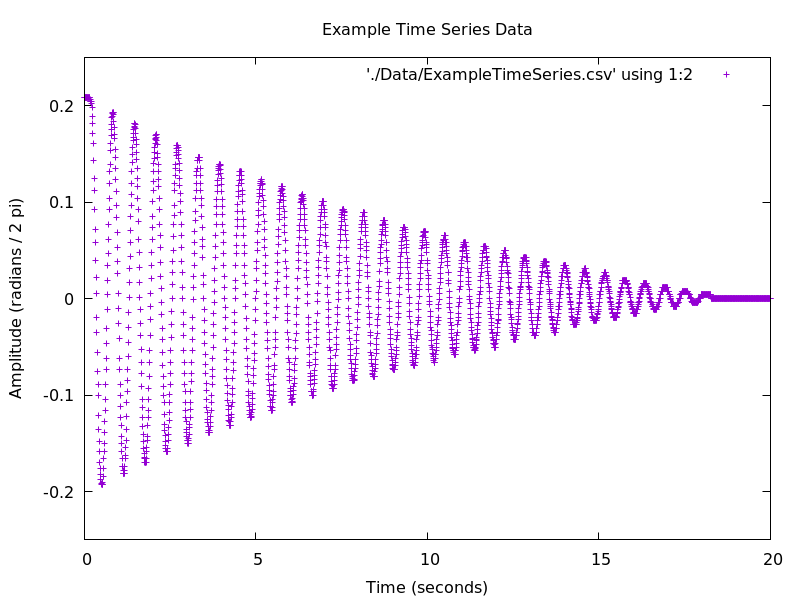 Example Time Series Data
'./Data/ExampleTimeSeries.csv' using 1:2
0.2
0.1
0
-0.1
-0.2
Amplitude (radians / 2 pi)
0 5 10 15 20
Time (seconds)